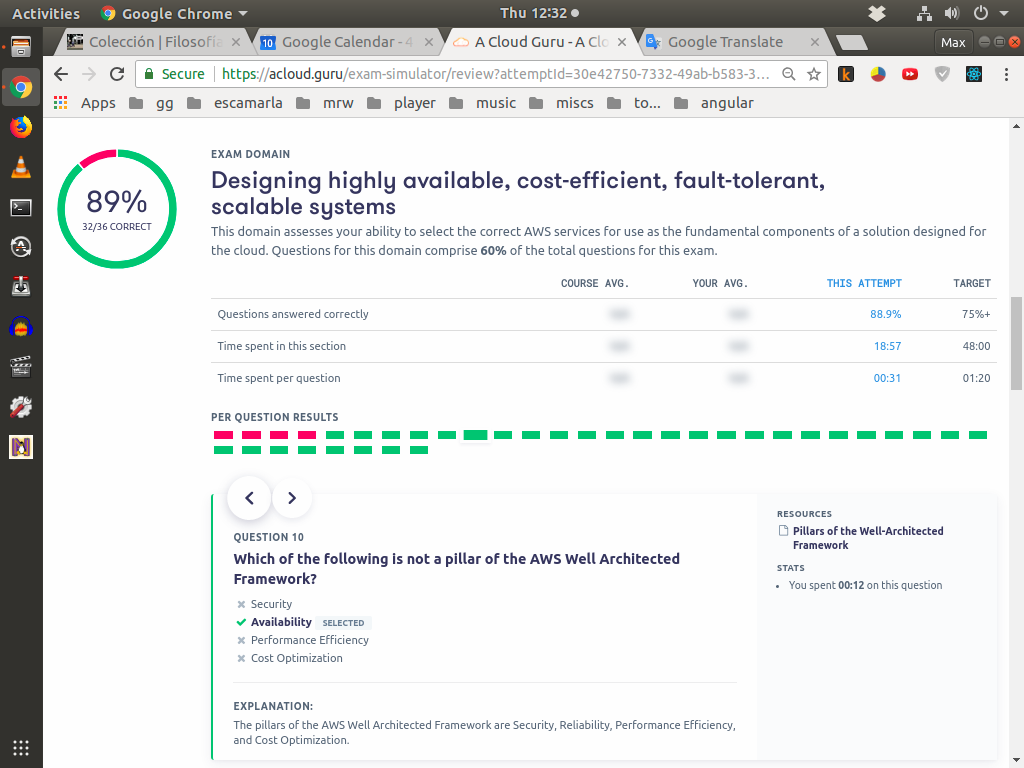 Activities
Google Chrome
Thu 12:32
Colección | Filosofía
Google Calendar - 4
A Cloud Guru - A Clo
Google Translate
Max
Secure
https://acloud.guru/exam-simulator/review?attemptId=30e42750-7332-49ab-b583-3...
Apps
gg
escamarla
mrw
player
music
miscs
to...
angular
89%
32/36 CORRECT
EXAM DOMAIN
Designing highly available, cost-efficient, fault-tolerant,
scalable systems
This domain assesses your ability to select the correct AWS services for use as the fundamental components of a solution designed for
the cloud. Questions for this domain comprise 60% of the total questions for this exam.
COURSE AVG. YOUR AVG. THIS ATTEMPT TARGET
Questions answered correctly 88.9% 75%+
Time spent in this section 18:57 48:00
Time spent per question 00:31 01:20
PER QUESTION RESULTS
QUESTION 10
Which of the following is not a pillar of the AWS Well Architected
Framework?
Security
Availability SELECTED
Performance Efficiency
Cost Optimization
EXPLANATION:
The pillars of the AWS Well Architected Framework are Security, Reliability, Performance Efficiency,
and Cost Optimization.
RESOURCES
Pillars of the Well-Architected
Framework
STATS
You spent 00:12 on this question